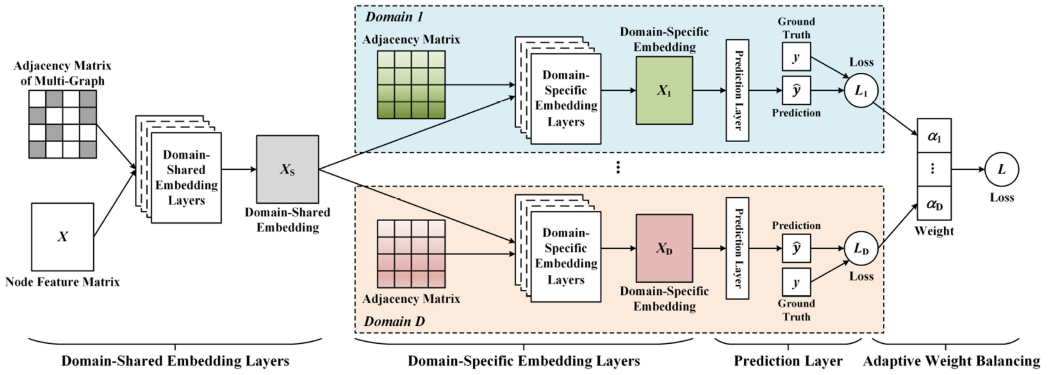 Adjacency Matrix
of Multi-Graph
X
Node Feature Matrix
Domain-
Shared
Embedding
Layers
X_S
Domain-Shared
Embedding
Domain 1
Adjacency Matrix
Domain-
Specific
Embedding
Layers
Domain-Specific
Embedding
X_1
Prediction Layer
Ground
Truth
y
ŷ
Prediction
Loss
L_1
⋮
Adjacency Matrix
Domain D
Domain-
Specific
Embedding
Layers
X_D
Domain-Specific
Embedding
Prediction Layer
Prediction
ŷ
y
Ground
Truth
L_D
Loss
α_1
⋮
α_D
Weight
L
Loss
Domain-Shared Embedding Layers
Domain-Specific Embedding Layers
Prediction Layer
Adaptive Weight Balancing